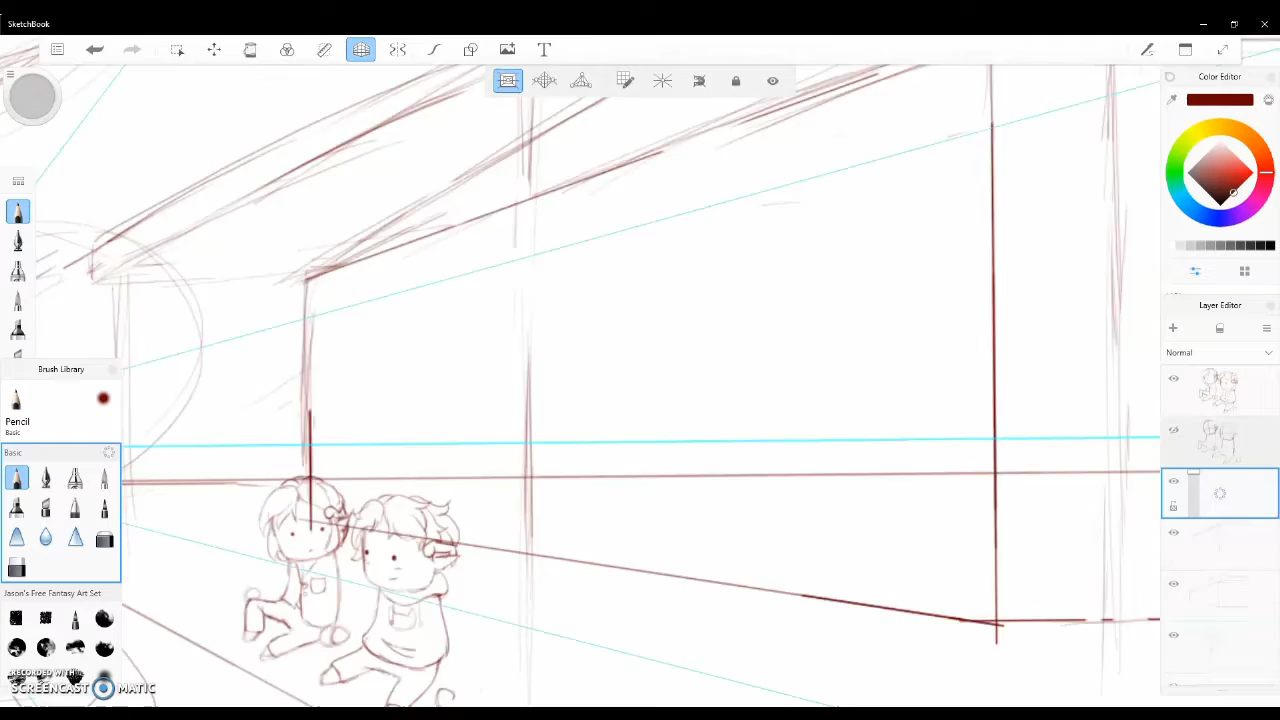 SketchBook
T
Color Editor
Layer Editor
Normal
Brush Library
Pencil
Basic
Basic
Jason's Free Fantasy Art Set
RECORDED WITH
SCREENCAST MATIC